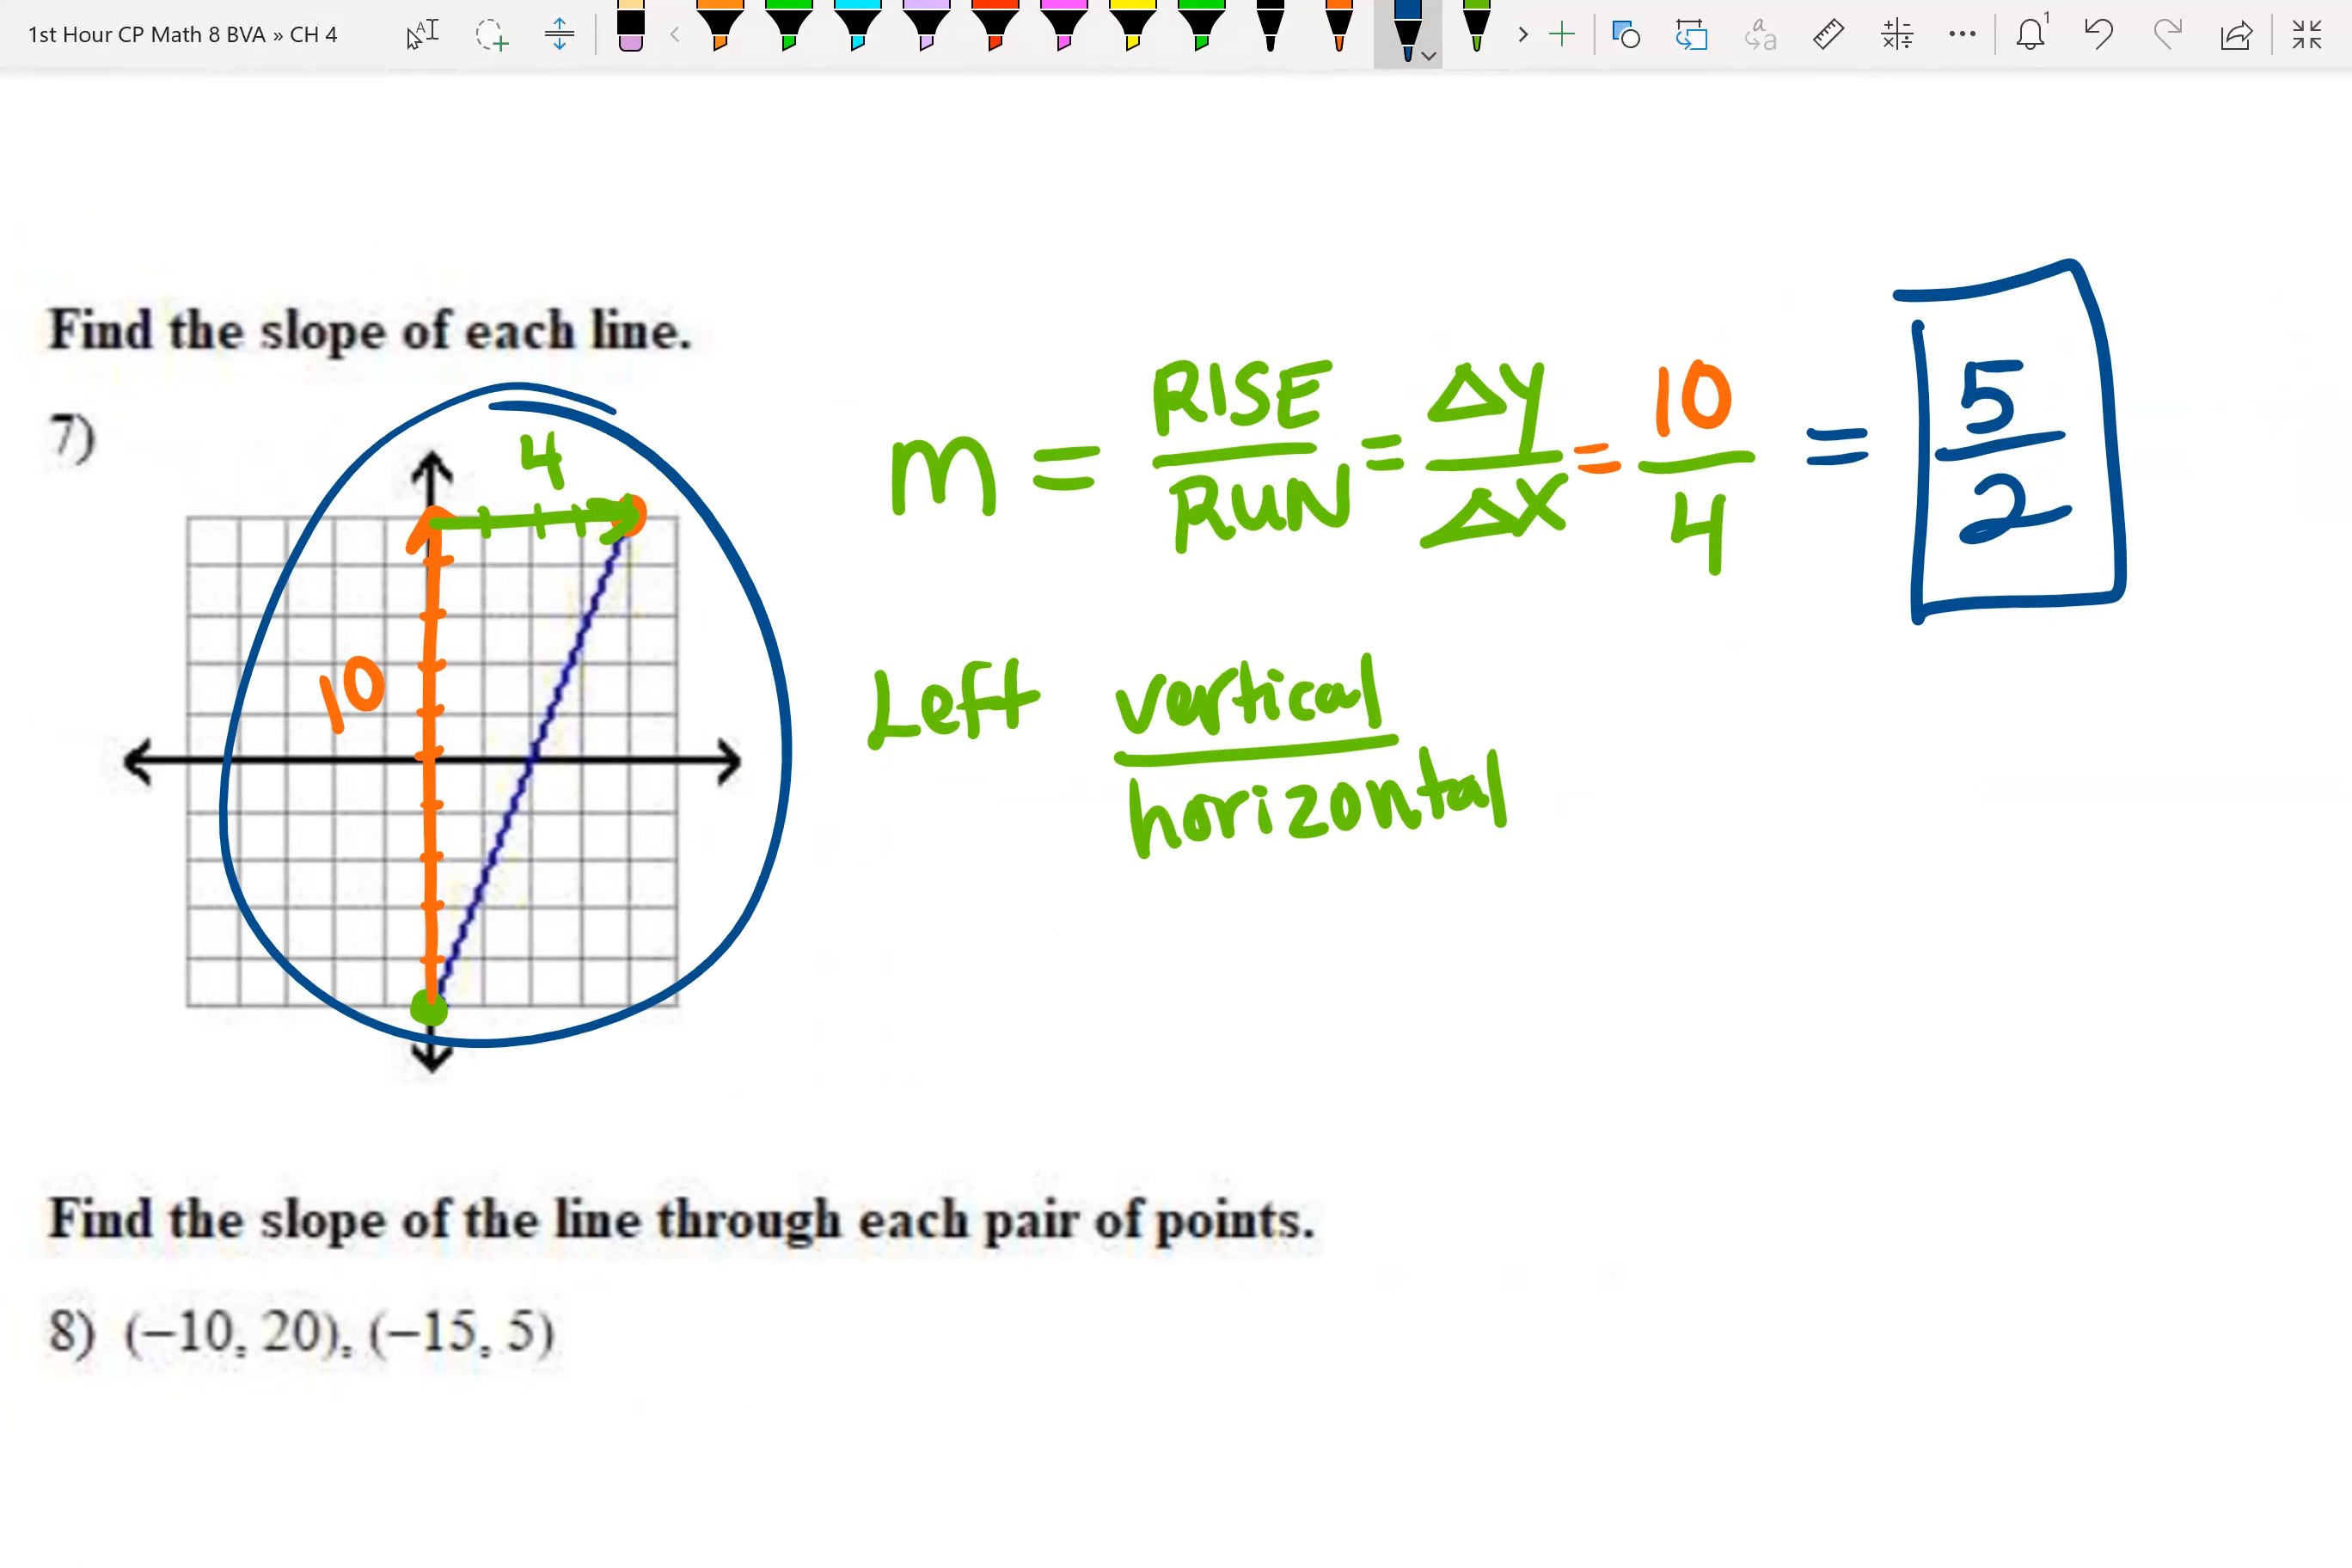 1st Hour CP Math 8 BVA » CH 4
Find the slope of each line.
7)
4
10
m = RISE/RUN = ΔY/ΔX = 10/4 = 5/2
Left vertical/horizontal
Find the slope of the line through each pair of points.
8) (−10, 20), (−15, 5)